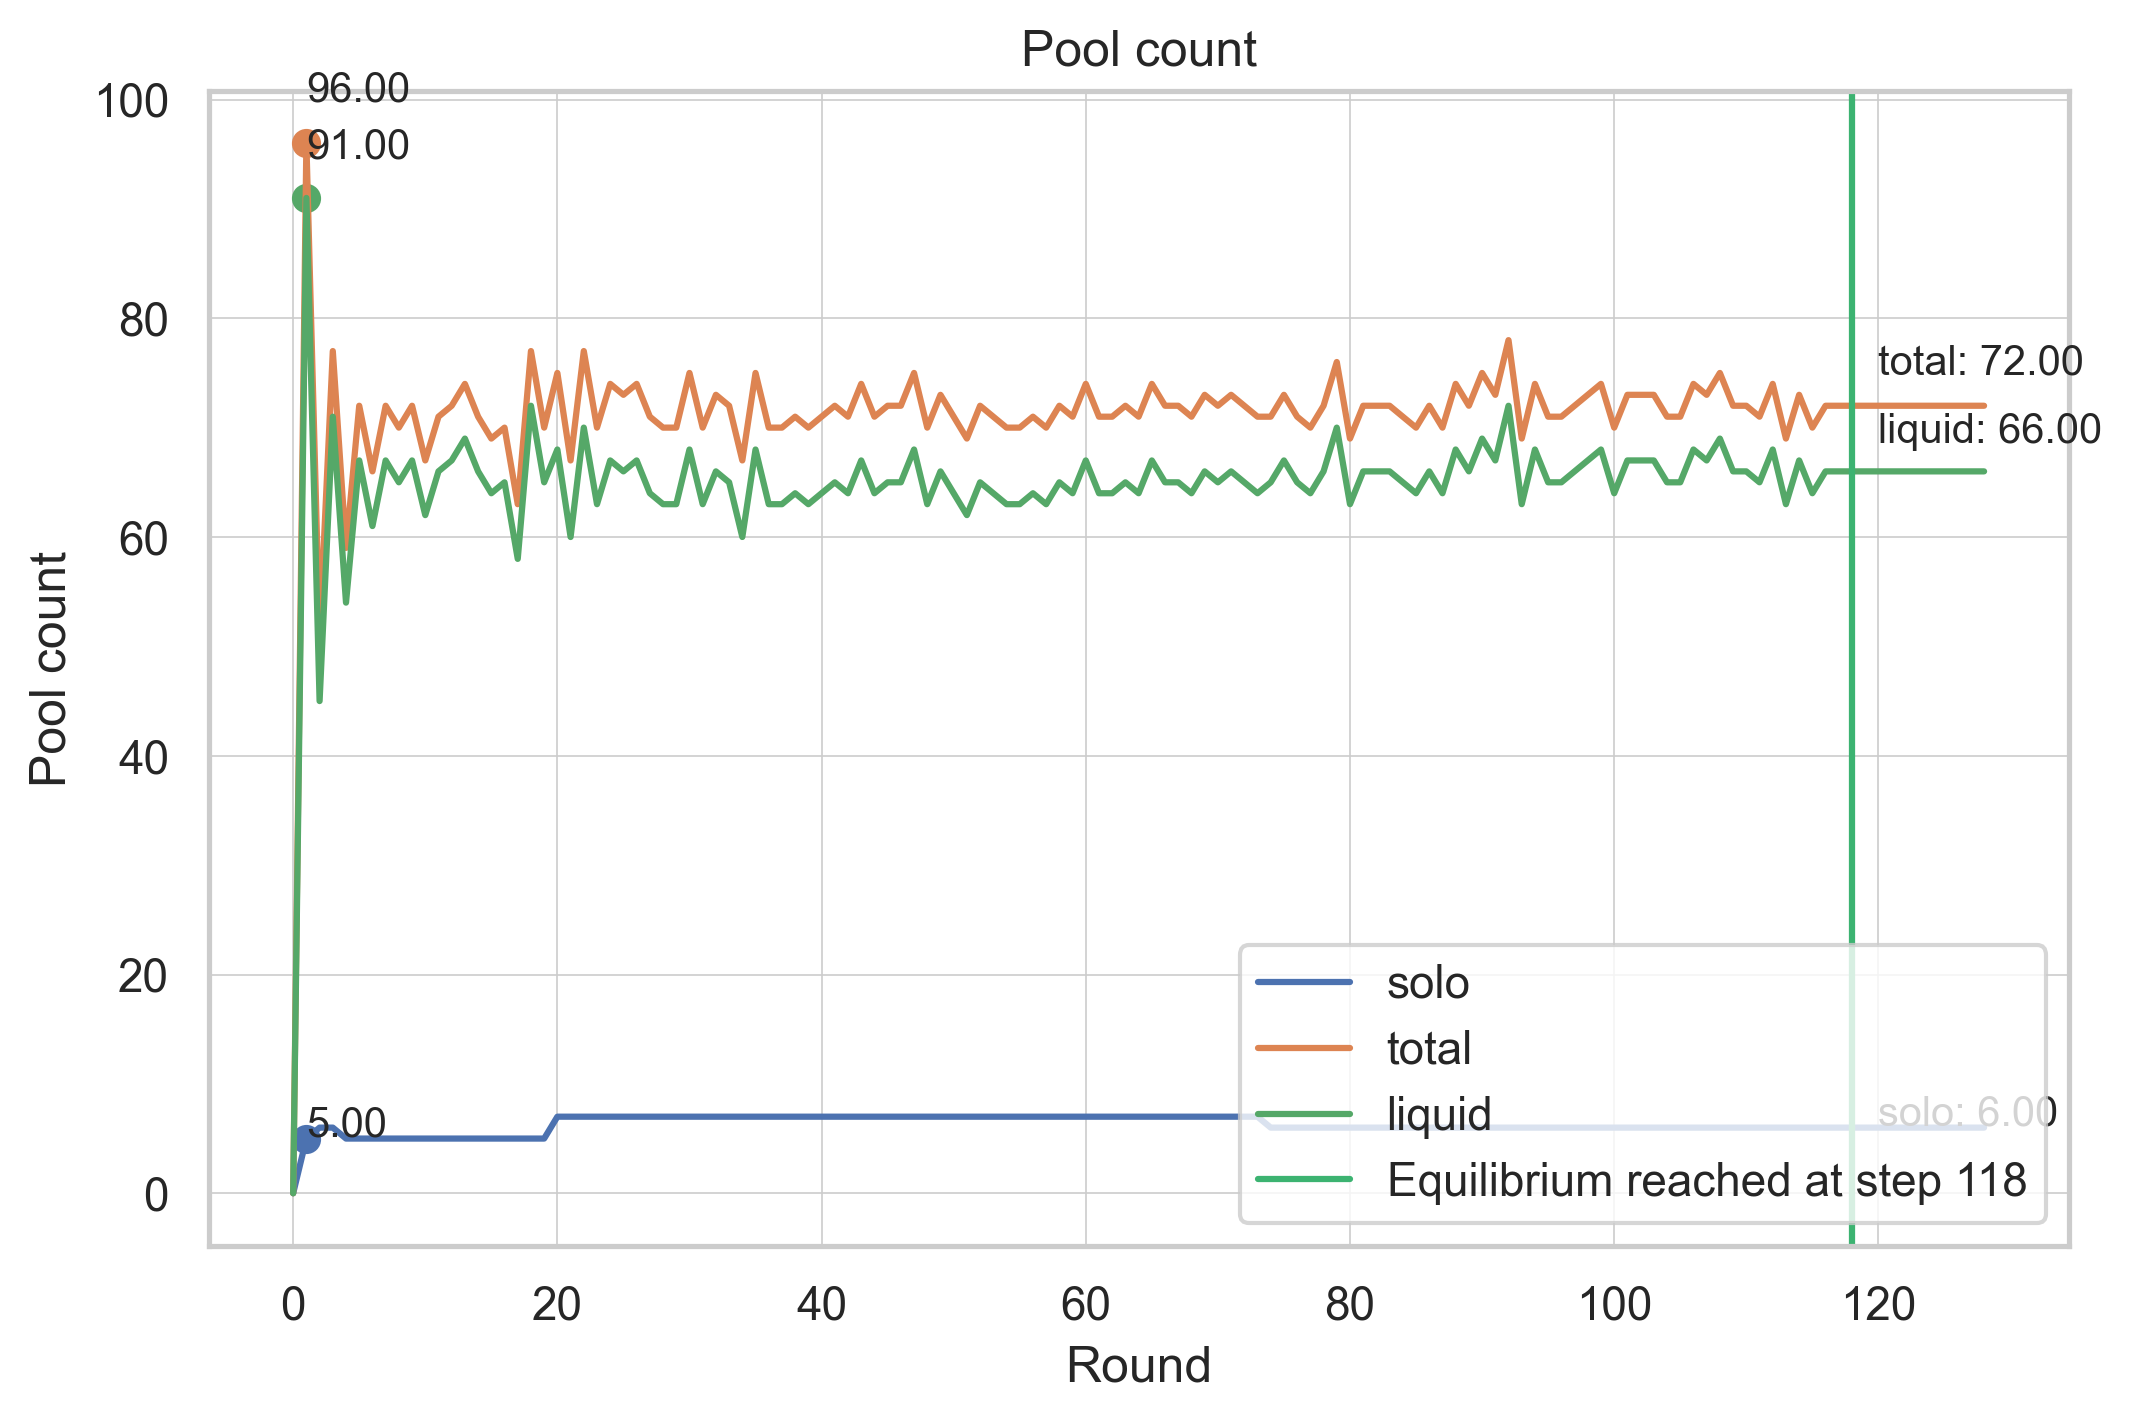 Pool count
96.00
91.00
5.00
total: 72.00
liquid: 66.00
solo: 6.00
100
80
60
40
20
0
Pool count
0
20
40
60
80
100
120
Round
solo
total
liquid
Equilibrium reached at step 118